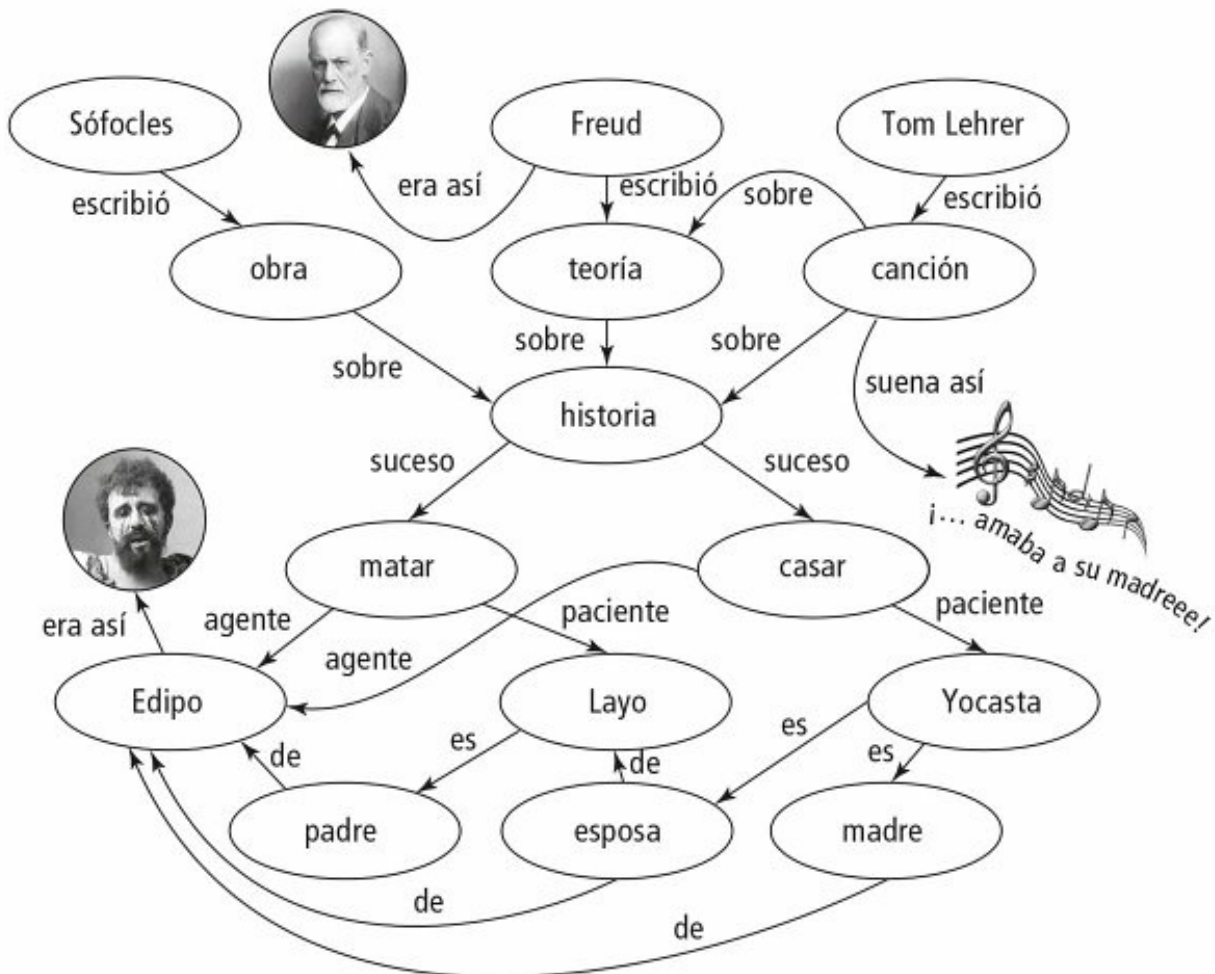 Sófocles
Freud
Tom Lehrer
escribió
era así
escribió
sobre
escribió
obra
teoría
canción
sobre
sobre
sobre
suena así
historia
¡... amaba a su madreee!
suceso
suceso
matar
casar
era así
agente
agente
paciente
paciente
Edipo
Layo
Yocasta
de
es
de
es
es
padre
esposa
madre
de
de